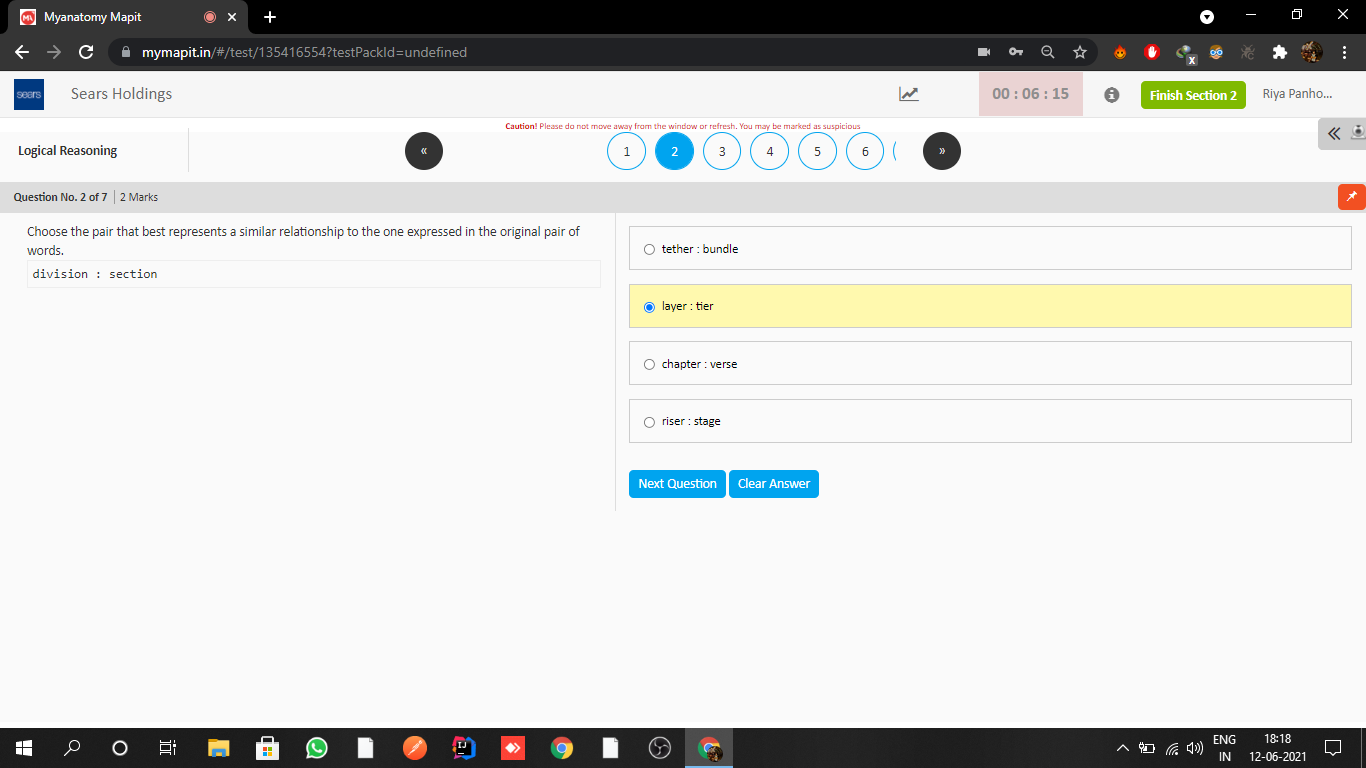 Myanatomy Mapit
mymapit.in/#/test/135416554?testPackId=undefined
sears
Sears Holdings
00 : 06 : 15
Finish Section 2
Riya Panho...
Caution! Please do not move away from the window or refresh, You may be marked as suspicious
Logical Reasoning
«
1
2
3
4
5
6
»
Question No. 2 of 7
2 Marks
Choose the pair that best represents a similar relationship to the one expressed in the original pair of
words.
division : section
tether : bundle
layer : tier
chapter : verse
riser : stage
Next Question
Clear Answer
ENG
IN
18:18
12-06-2021